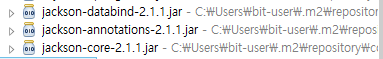 jackson-databind-2.1.1.jar - C:₩Users₩bit-user₩.m2₩repositor
jackson-annotations-2.1.1.jar - C:₩Users₩bit-user₩.m2₩repos
jackson-core-2.1.1.jar - C:₩Users₩bit-user₩.m2₩repository₩c